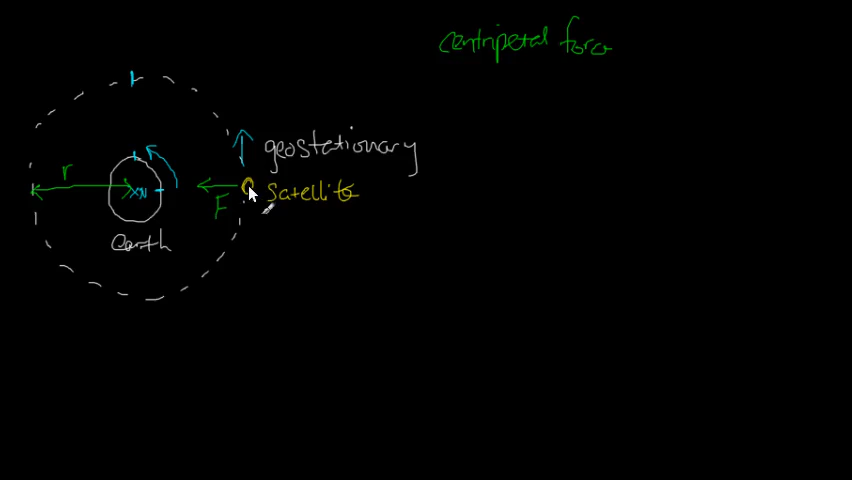 centripetal force
geostationary
r
N
satellite
F
earth